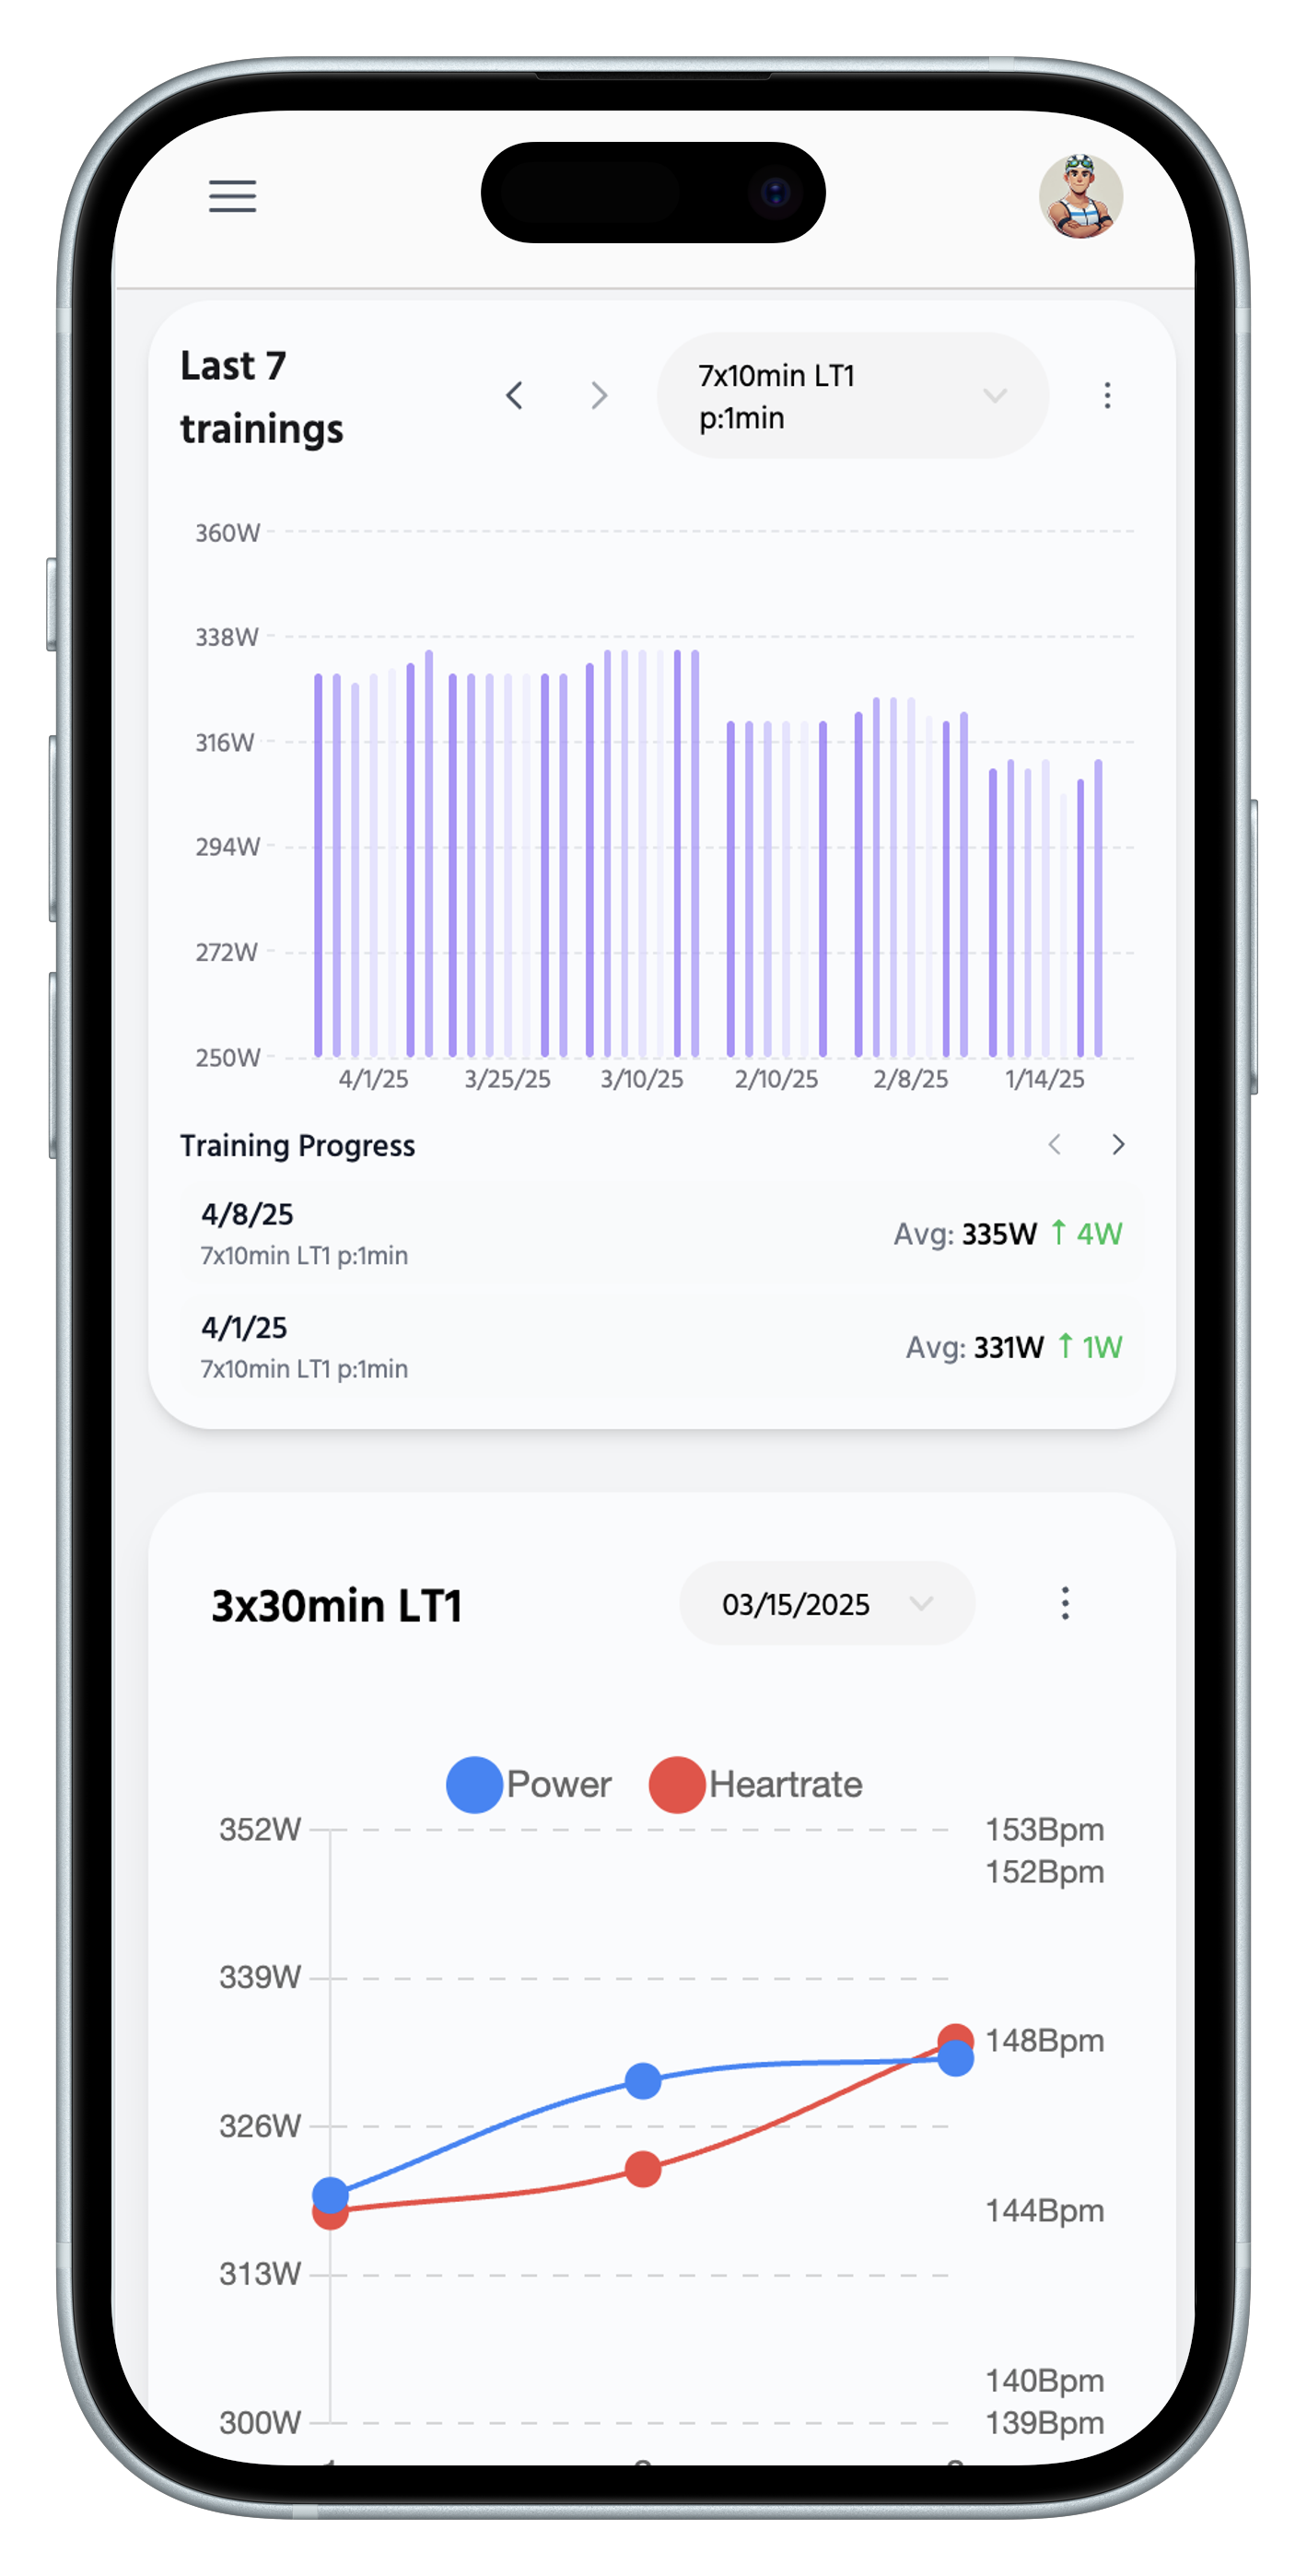 Last 7
trainings
7x10min LT1
p:1min
360W
338W
316W
294W
272W
250W
4/1/25 3/25/25 3/10/25 2/10/25 2/8/25 1/14/25
Training Progress
4/8/25
7x10min LT1 p:1min
Avg: 335W ↑ 4W
4/1/25
7x10min LT1 p:1min
Avg: 331W ↑ 1W
3x30min LT1
03/15/2025
Power Heartrate
352W 153Bpm
152Bpm
339W
148Bpm
326W
144Bpm
313W
140Bpm
300W 139Bpm